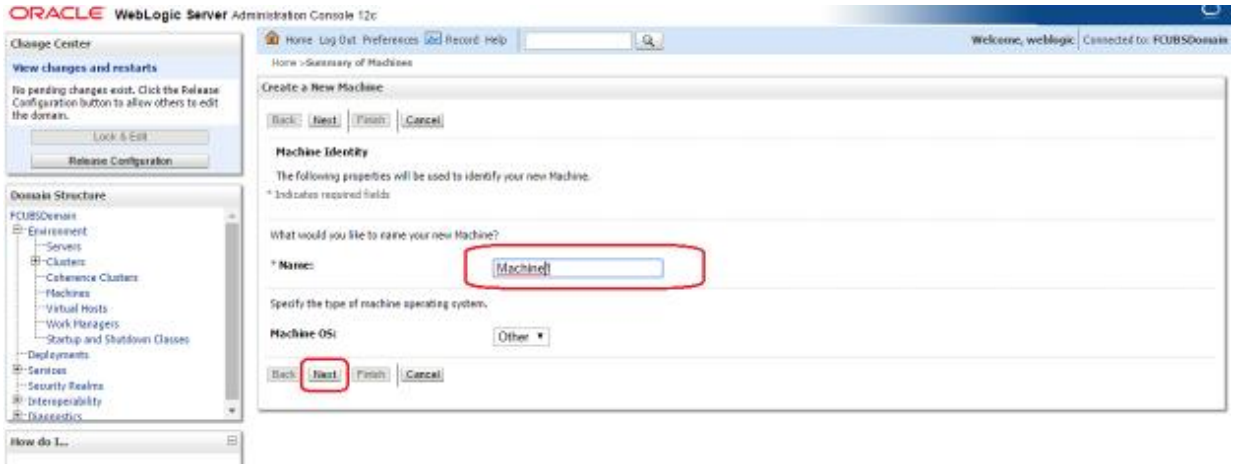 ORACLE WebLogic Server Administration Console 12c
Change Center
View changes and restarts
No pending changes exist. Click the Release
Configuration button to allow others to edit
the domain.
Lock & Edit
Release Configuration
Domain Structure
FCUBSDomain
Environment
Servers
Clusters
Coherence Clusters
Machines
Virtual Hosts
Work Managers
Startup and Shutdown Classes
Deployments
Services
Security Realms
Interoperability
Diagnostics
How do I...
Home Log Out Preferences Record Help
Welcome, weblogic Connected to: FCUBSDomain
Home >Summary of Machines
Create a New Machine
Back Next Finish Cancel
Machine Identity
The following properties will be used to identify your new Machine.
* Indicates required fields
What would you like to name your new Machine?
* Name: Machine1
Specify the type of machine operating system.
Machine OS: Other
Back Next Finish Cancel